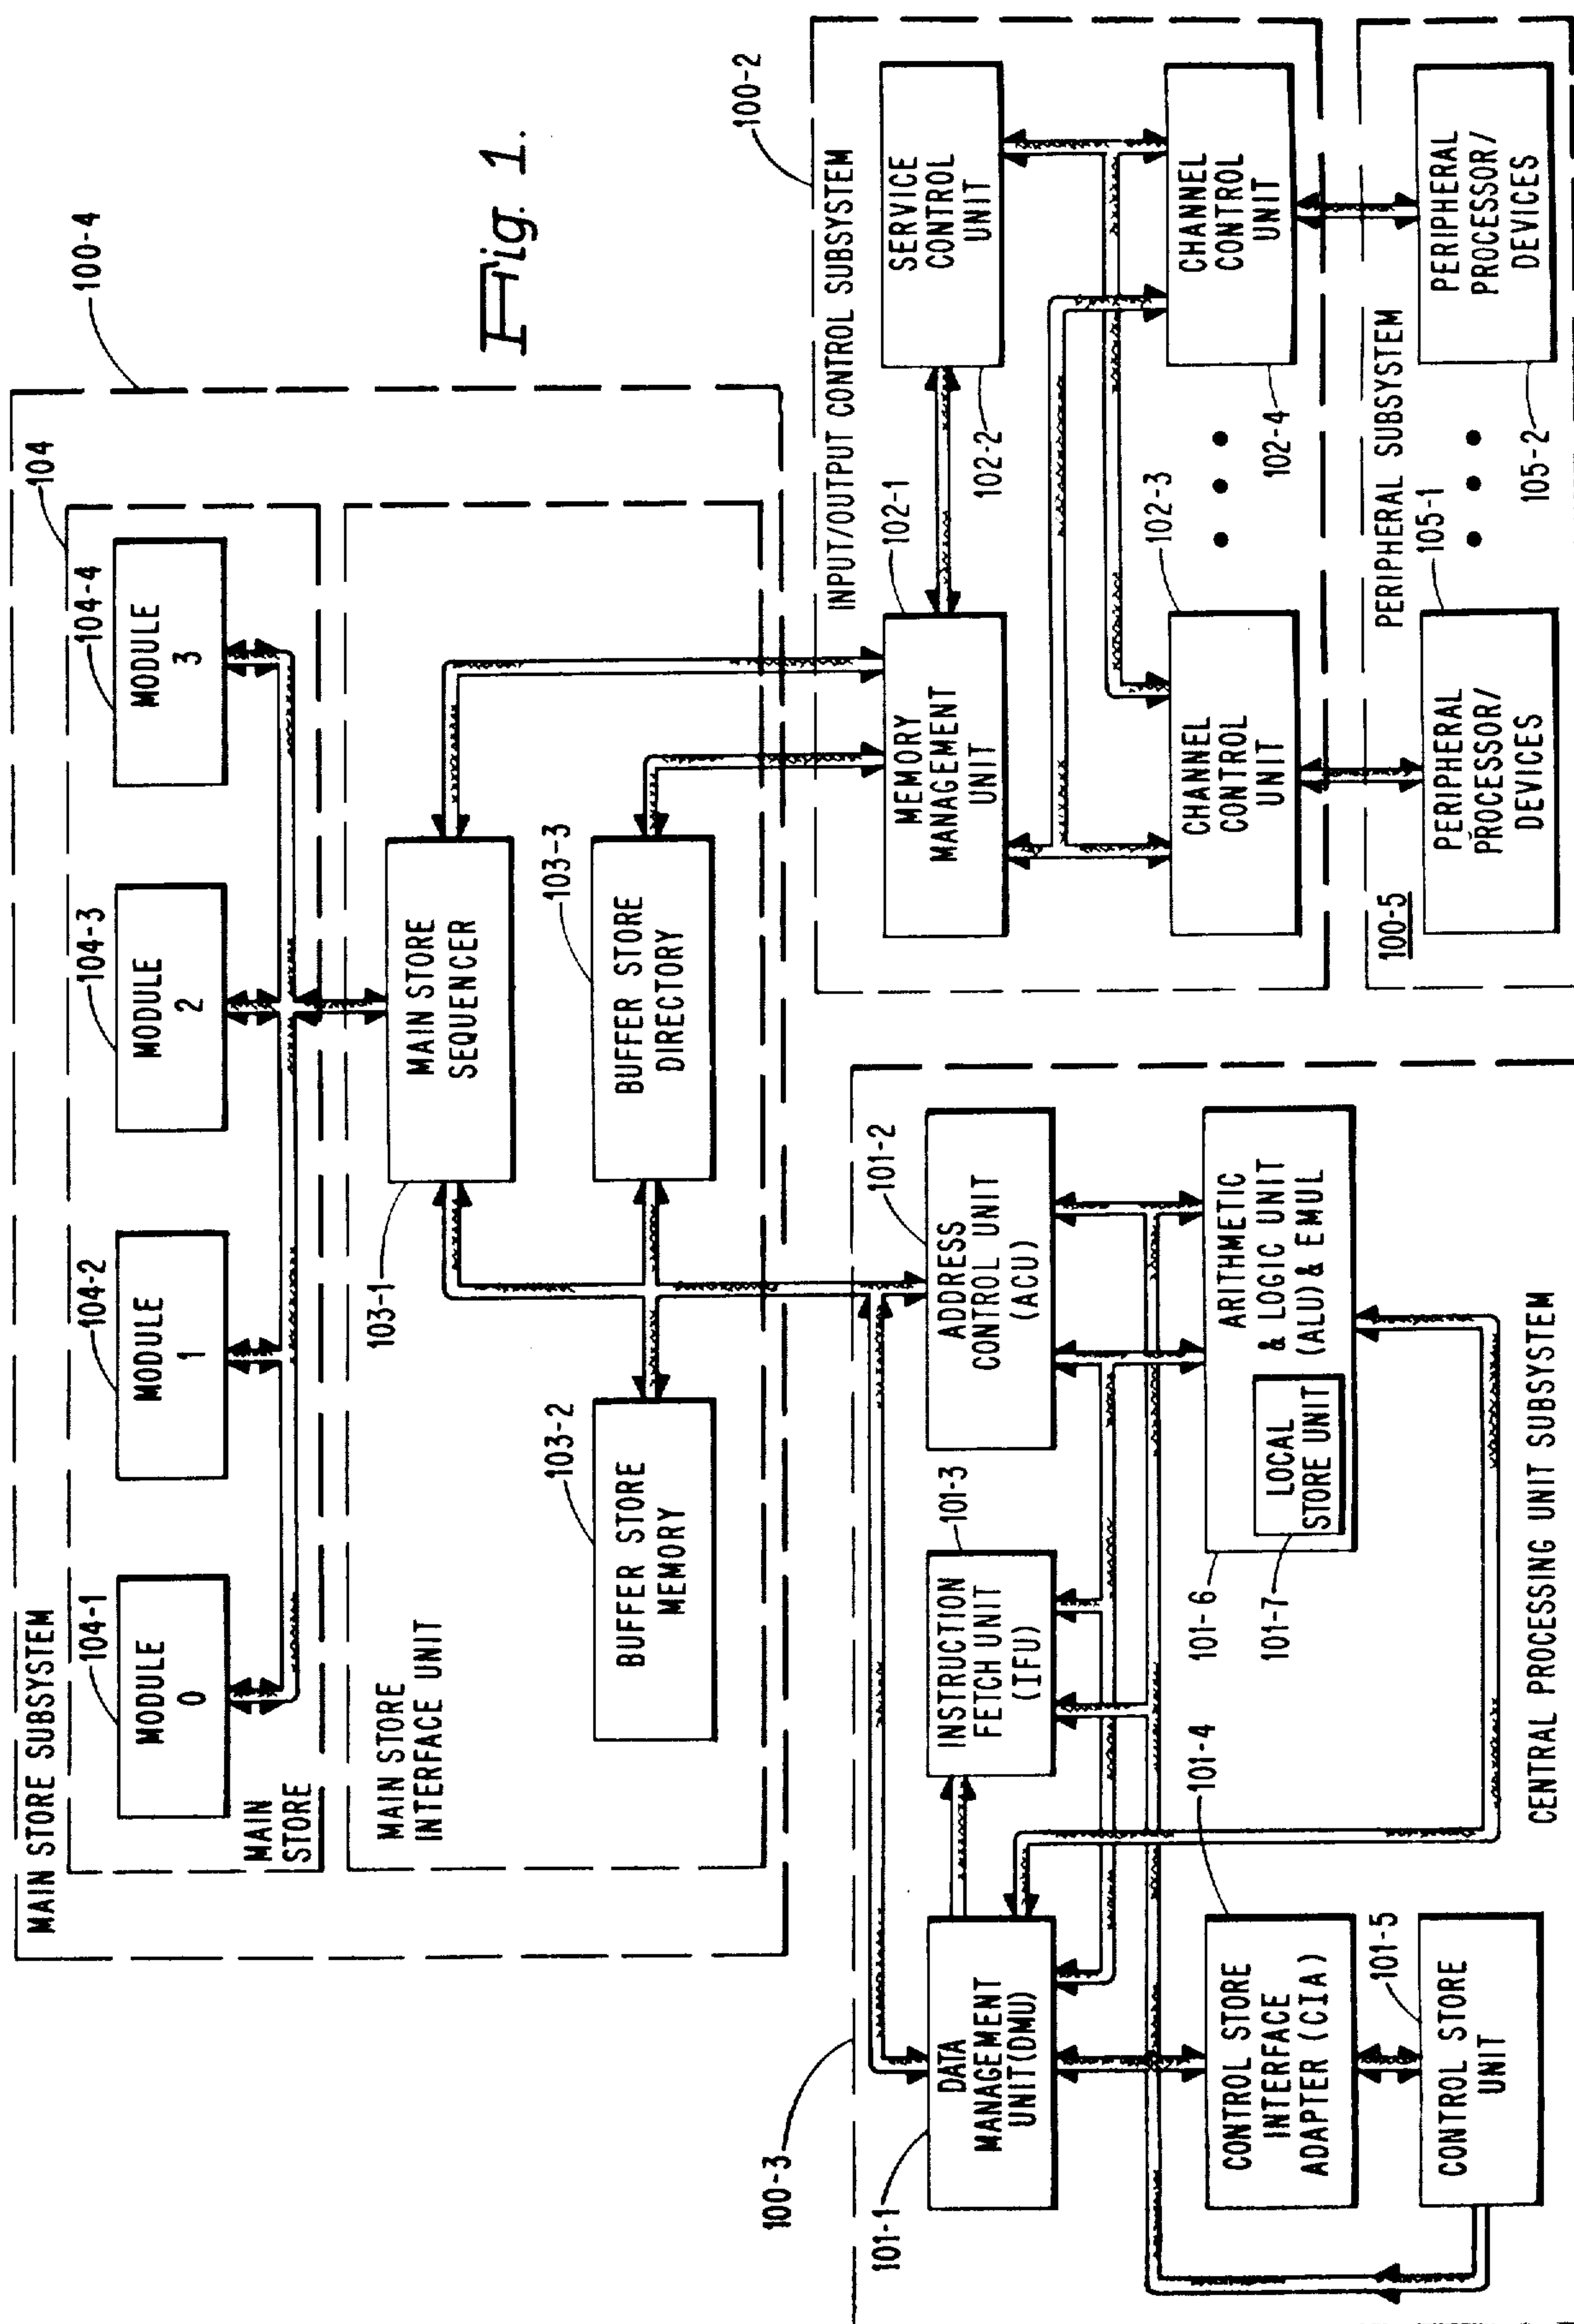 MAIN STORE SUBSYSTEM
100-4
104
104-1
MODULE
0
104-2
MODULE
1
104-3
MODULE
2
104-4
MODULE
3
MAIN
STORE
MAIN STORE
INTERFACE UNIT
103-1
MAIN STORE
SEQUENCER
103-2
BUFFER STORE
MEMORY
103-3
BUFFER STORE
DIRECTORY
Fig. 1.
100-3
101-1
DATA
MANAGEMENT
UNIT(DMU)
101-3
INSTRUCTION
FETCH UNIT
(IFU)
101-2
ADDRESS
CONTROL UNIT
(ACU)
101-4
CONTROL STORE
INTERFACE
ADAPTER (CIA)
101-6
ARITHMETIC
& LOGIC UNIT
(ALU) & EMUL
101-7
LOCAL
STORE UNIT
101-5
CONTROL STORE
UNIT
CENTRAL PROCESSING UNIT SUBSYSTEM
100-2
INPUT/OUTPUT CONTROL SUBSYSTEM
102-1
MEMORY
MANAGEMENT
UNIT
102-2
SERVICE
CONTROL
UNIT
102-3
CHANNEL
CONTROL
UNIT
102-4
CHANNEL
CONTROL
UNIT
PERIPHERAL SUBSYSTEM
100-5
105-1
PERIPHERAL
PROCESSOR/
DEVICES
105-2
PERIPHERAL
PROCESSOR/
DEVICES